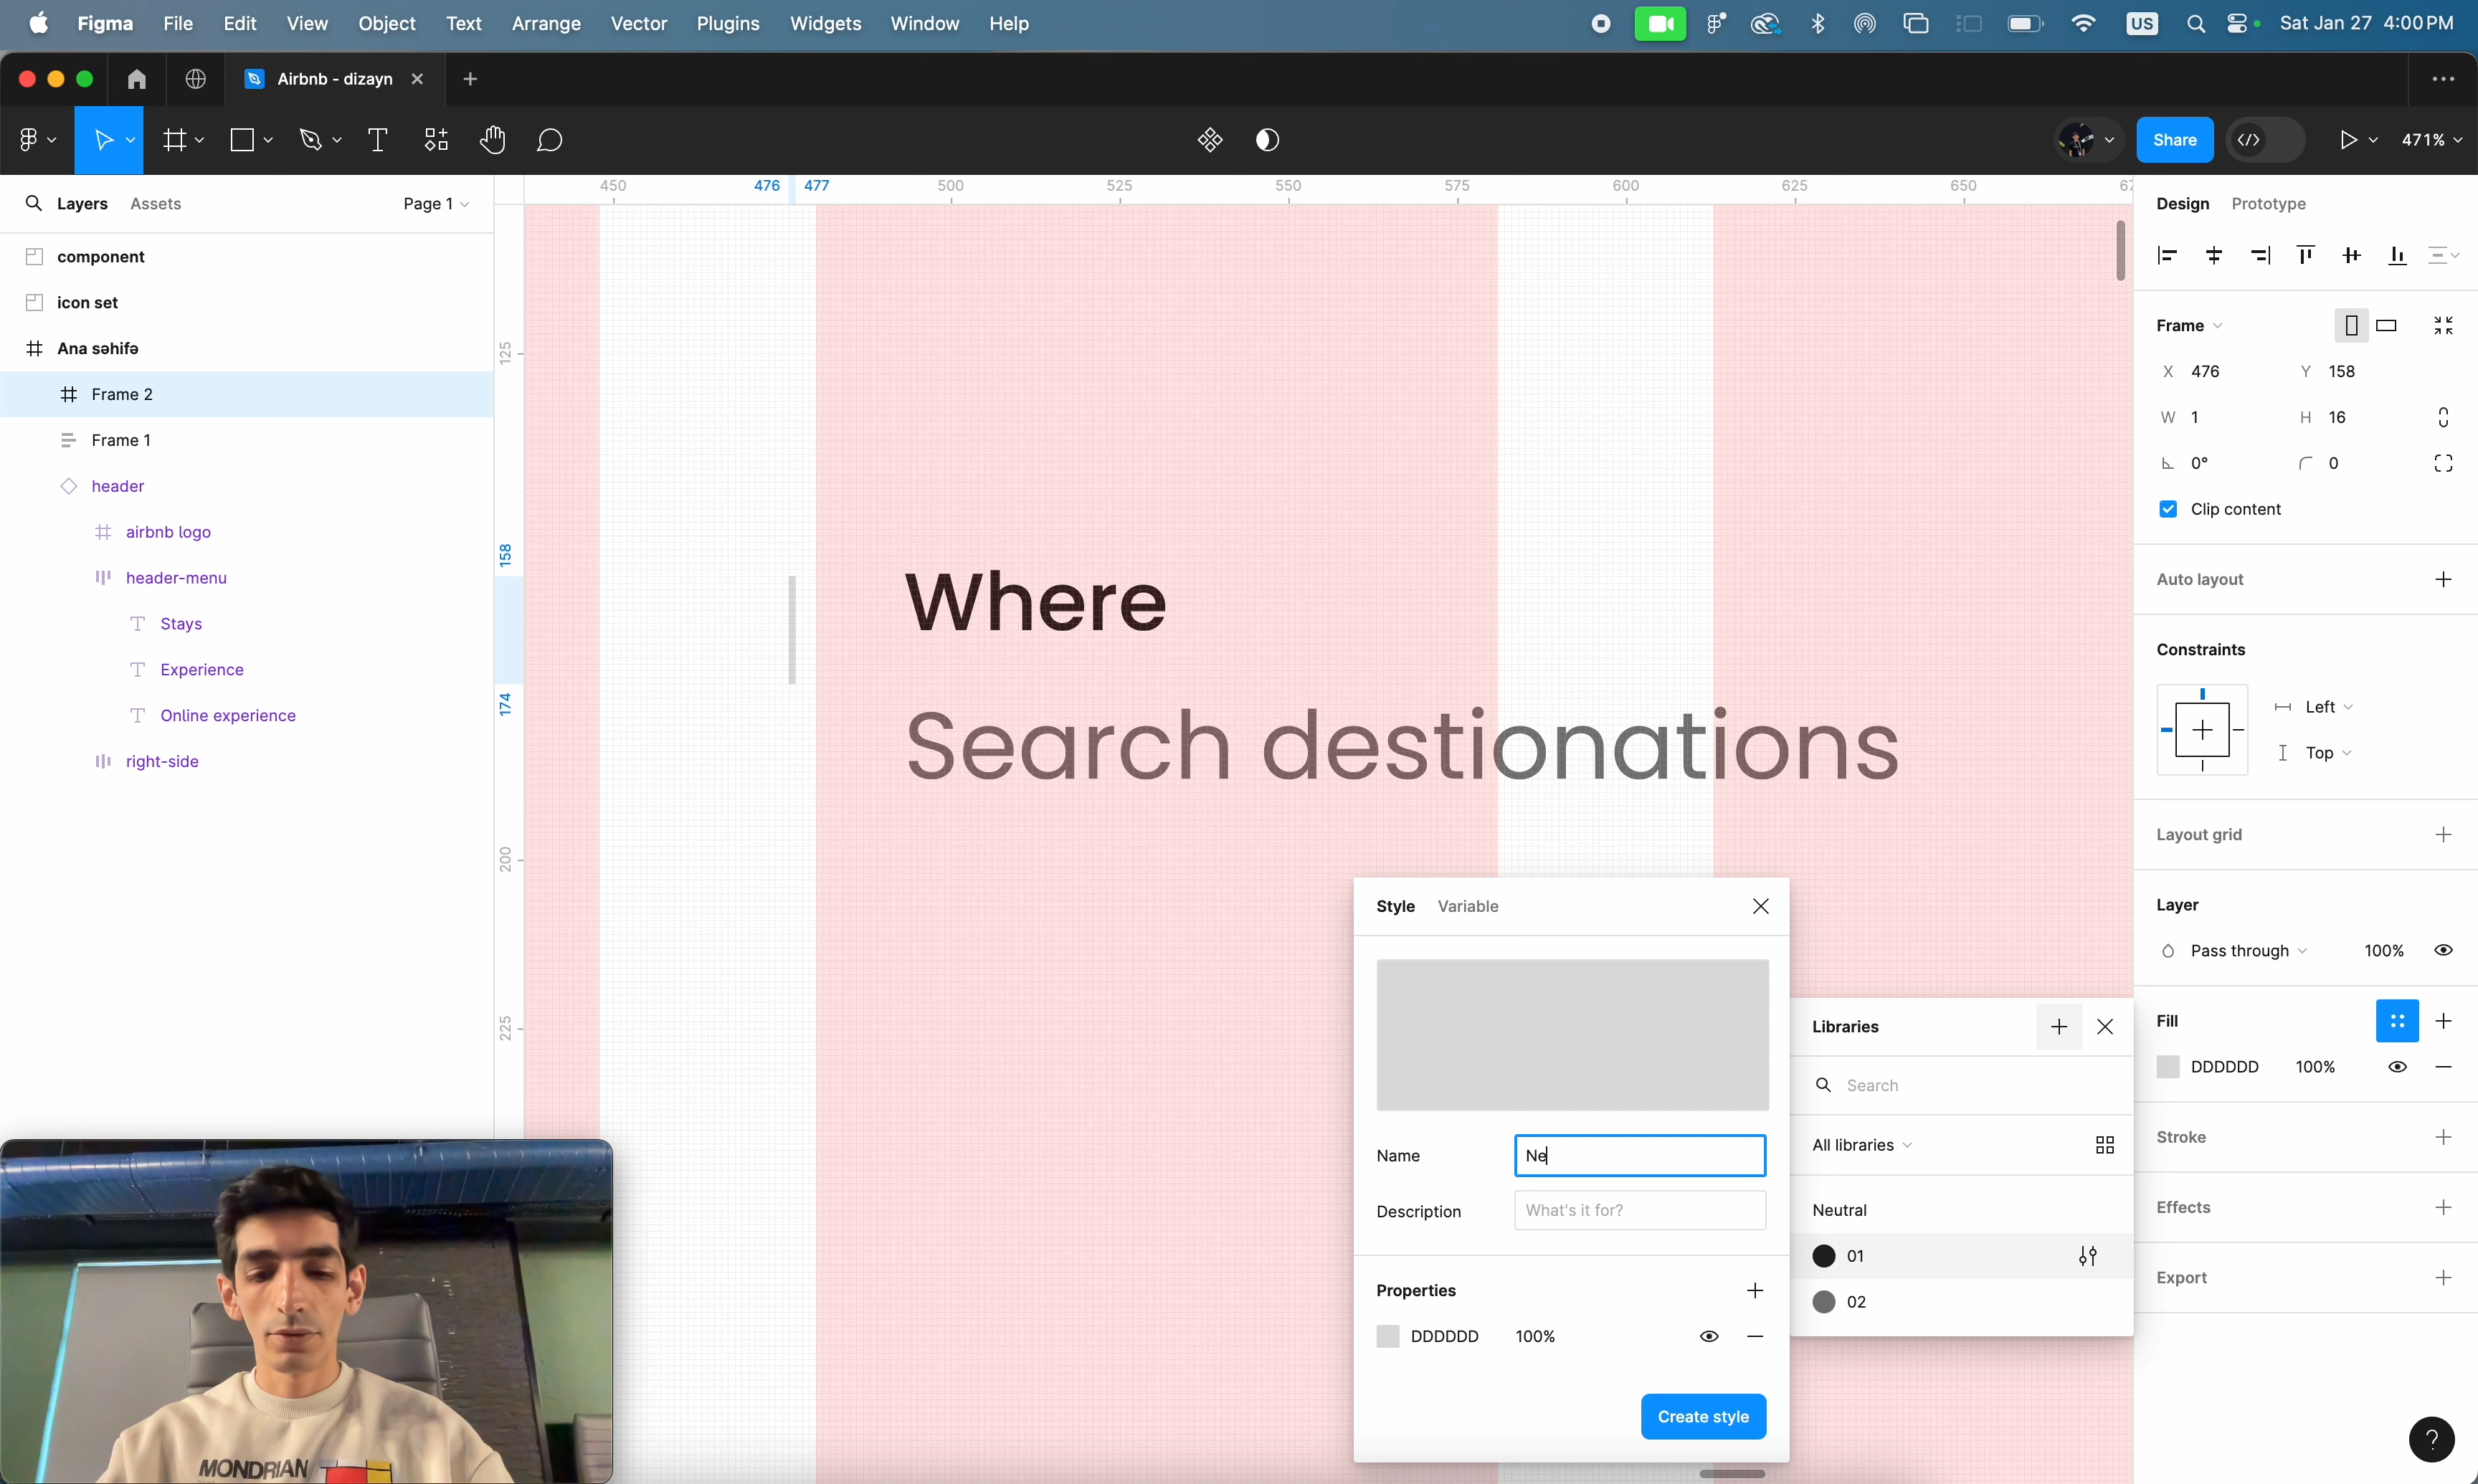 Figma File Edit View Object Text Arrange Vector Plugins Widgets Window Help US Sat Jan 27 4:00 PM
Airbnb - dizayn
Share 471%
Layers Assets Page 1
component
icon set
Ana səhifə
Frame 2
Frame 1
header
airbnb logo
header-menu
Stays
Experience
Online experience
right-side
450 476 477 500 525 550 575 600 625 650
125
158
174
200
225
Where
Search destionations
Style Variable
Name Ne
Description What's it for?
Properties
DDDDDD 100%
Create style
Libraries
Search
All libraries
Neutral
01
02
Design Prototype
Frame
X 476 Y 158
W 1 H 16
0° 0
Clip content
Auto layout
Constraints
Left
Top
Layout grid
Layer
Pass through 100%
Fill
DDDDDD 100%
Stroke
Effects
Export
?
MONDRIAN